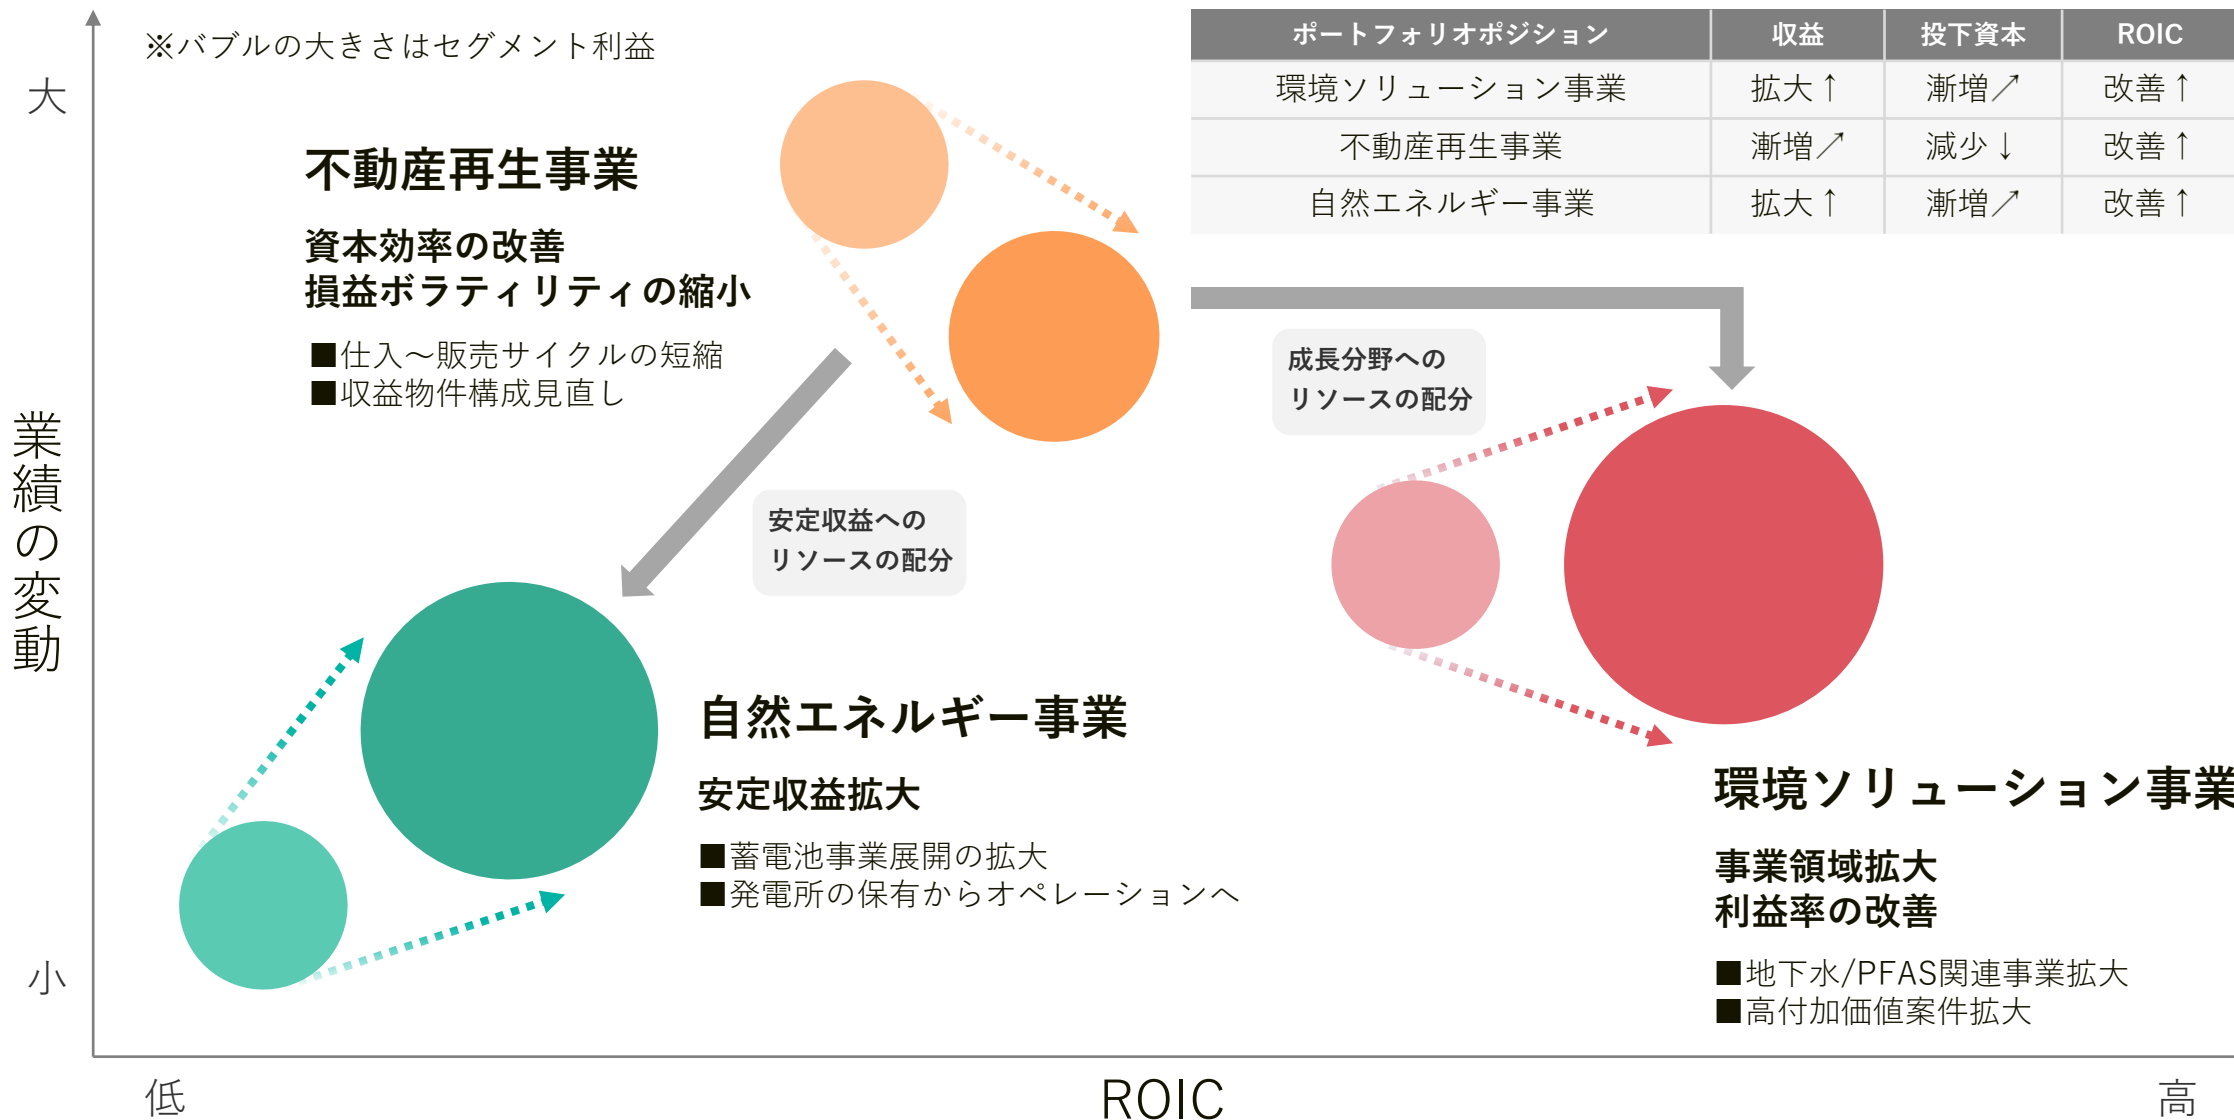 ※バブルの大きさはセグメント利益
大
業績の変動
小
低
ROIC
高
ポートフォリオポジション 収益 投下資本 ROIC
環境ソリューション事業 拡大↑ 漸増↗ 改善↑
不動産再生事業 漸増↗ 減少↓ 改善↑
自然エネルギー事業 拡大↑ 漸増↗ 改善↑
不動産再生事業
資本効率の改善
損益ボラティリティの縮小
■仕入～販売サイクルの短縮
■収益物件構成見直し
成長分野への
リソースの配分
安定収益への
リソースの配分
自然エネルギー事業
安定収益拡大
■蓄電池事業展開の拡大
■発電所の保有からオペレーションへ
環境ソリューション事業
事業領域拡大
利益率の改善
■地下水/PFAS関連事業拡大
■高付加価値案件拡大